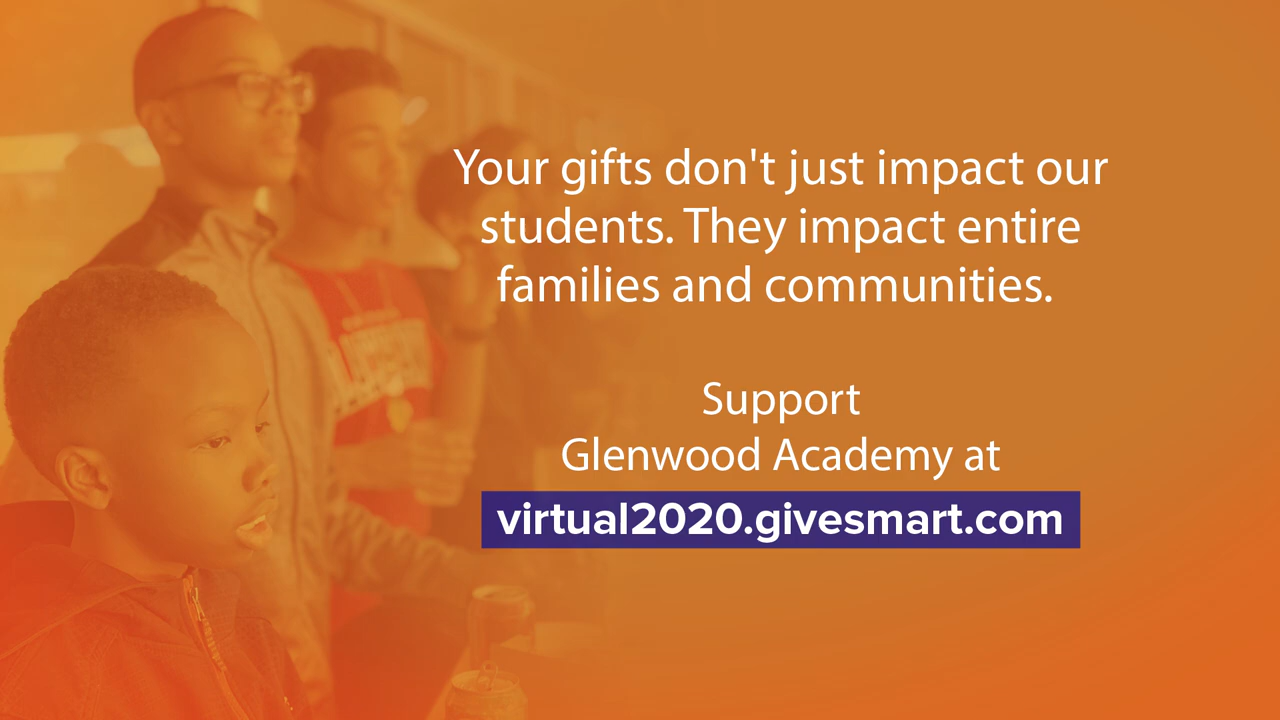 Your gifts don't just impact our
students. They impact entire
families and communities.
Support
Glenwood Academy at
virtual2020.givesmart.com